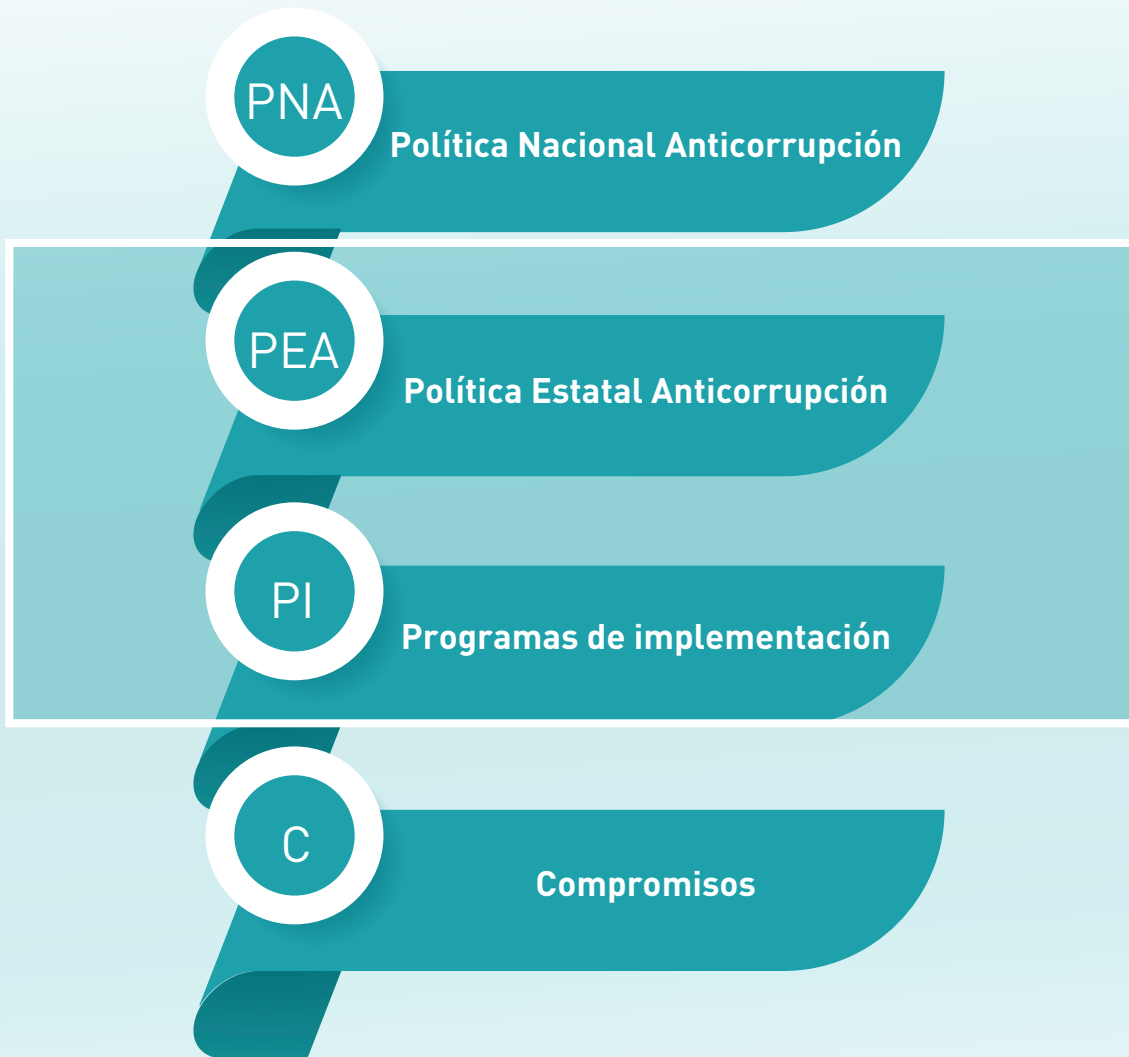 PNA
Política Nacional Anticorrupción
PEA
Política Estatal Anticorrupción
PI
Programas de implementación
C
Compromisos